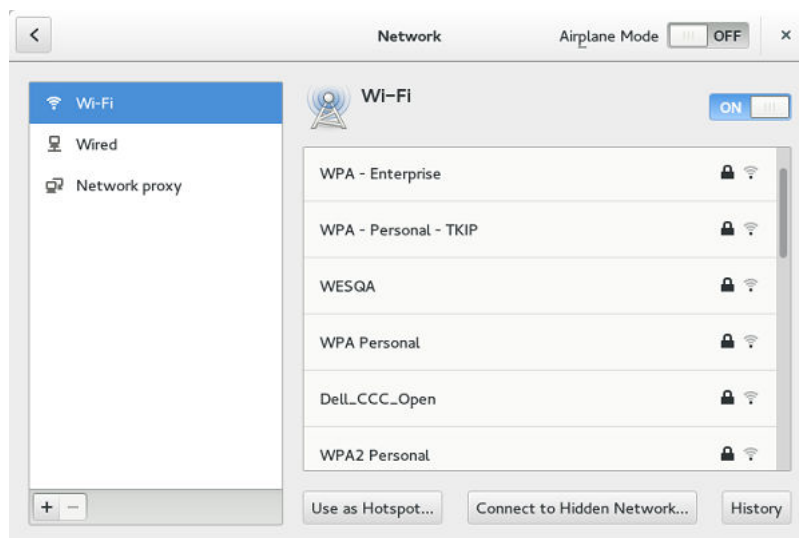 Network
Airplane Mode
OFF
×
Wi-Fi
Wired
Network proxy
+ −
Wi-Fi
ON
WPA - Enterprise
WPA - Personal - TKIP
WESQA
WPA Personal
Dell_CCC_Open
WPA2 Personal
Use as Hotspot...
Connect to Hidden Network...
History